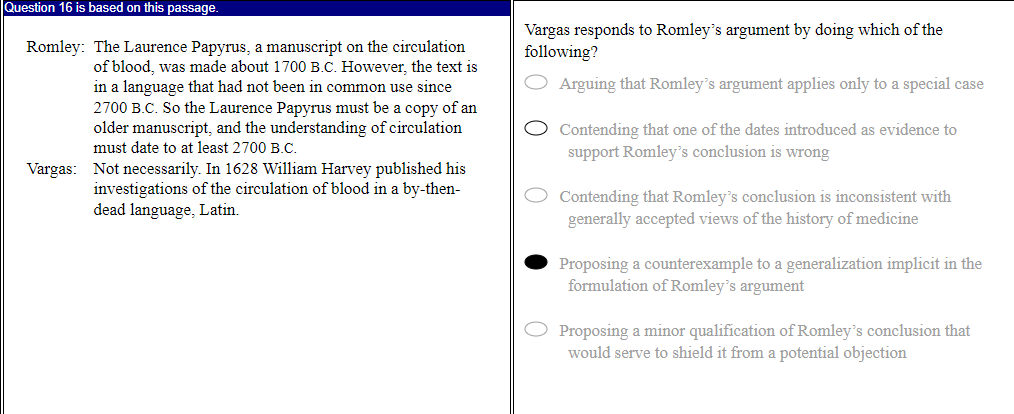 Question 16 is based on this passage.
Romley: The Laurence Papyrus, a manuscript on the circulation
of blood, was made about 1700 B.C. However, the text is
in a language that had not been in common use since
2700 B.C. So the Laurence Papyrus must be a copy of an
older manuscript, and the understanding of circulation
must date to at least 2700 B.C.
Vargas: Not necessarily. In 1628 William Harvey published his
investigations of the circulation of blood in a by-then-
dead language, Latin.
Vargas responds to Romley’s argument by doing which of the
following?
Arguing that Romley’s argument applies only to a special case
Contending that one of the dates introduced as evidence to
support Romley’s conclusion is wrong
Contending that Romley’s conclusion is inconsistent with
generally accepted views of the history of medicine
Proposing a counterexample to a generalization implicit in the
formulation of Romley’s argument
Proposing a minor qualification of Romley’s conclusion that
would serve to shield it from a potential objection